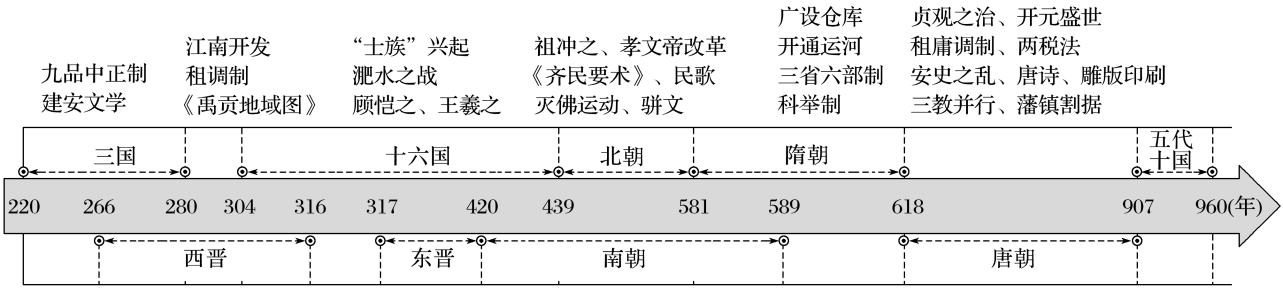 九品中正制
建安文学
江南开发
租调制
《禹贡地域图》
“士族”兴起
淝水之战
顾恺之、王羲之
祖冲之、孝文帝改革
《齐民要术》、民歌
灭佛运动、骈文
广设仓库
开通运河
三省六部制
科举制
贞观之治、开元盛世
租庸调制、两税法
安史之乱、唐诗、雕版印刷
三教并行、藩镇割据
三国
十六国
北朝
隋朝
五代
十国
220 266 280 304 316 317 420 439 581 589 618 907 960(年)
西晋
东晋
南朝
唐朝